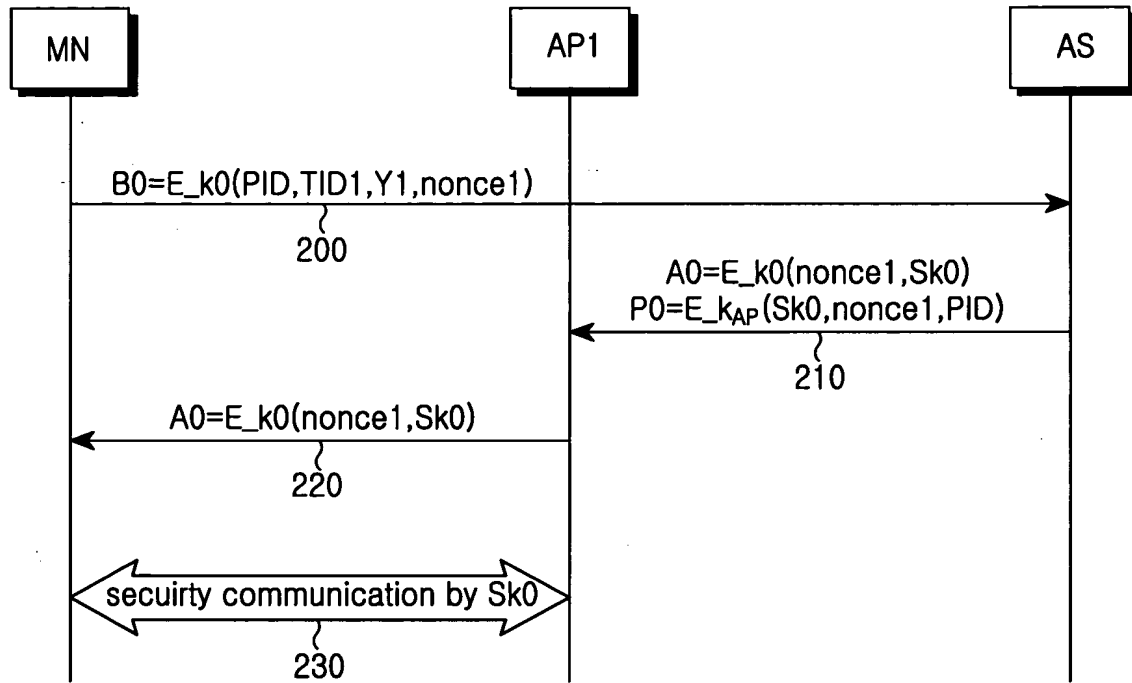 MN
AP1
AS
B0=E_k0(PID,TID1,Y1,nonce1)
200
A0=E_k0(nonce1,Sk0)
P0=E_kAP(Sk0,nonce1,PID)
210
A0=E_k0(nonce1,Sk0)
220
secuirty communication by Sk0
230